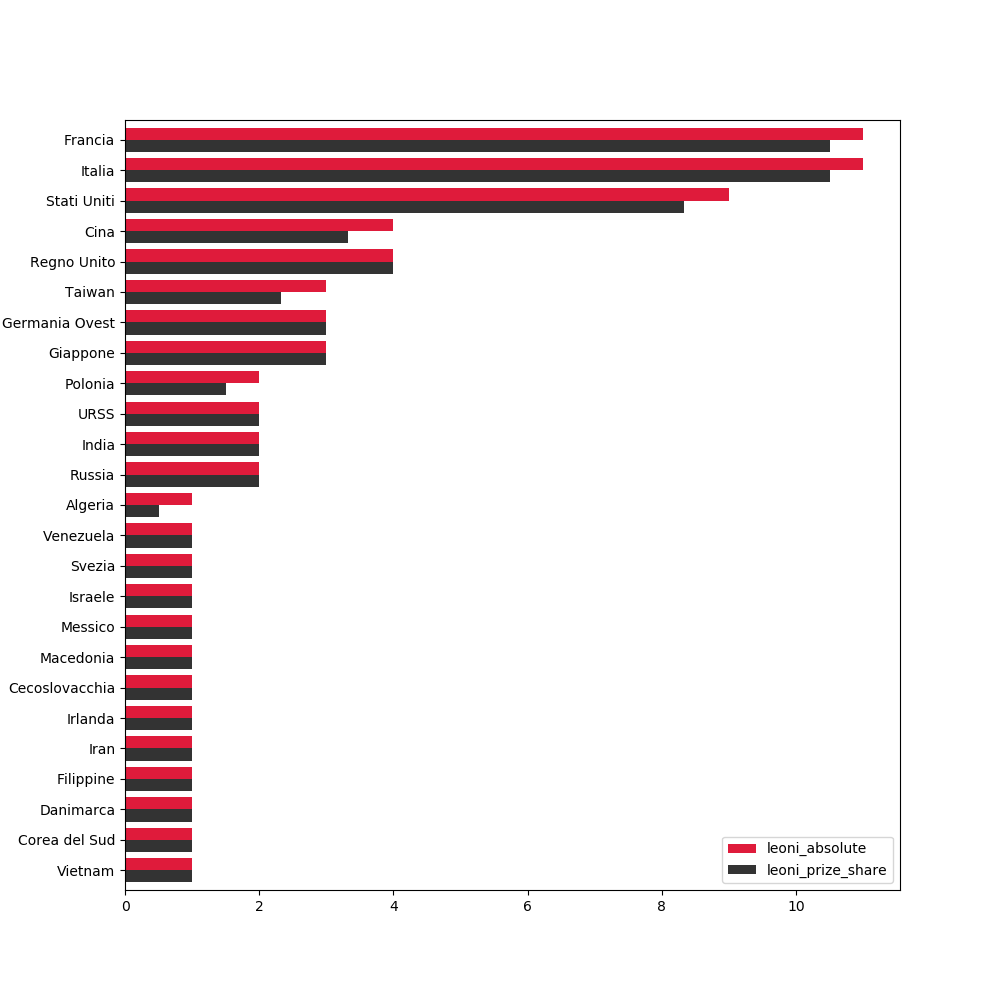 Francia
Italia
Stati Uniti
Cina
Regno Unito
Taiwan
Germania Ovest
Giappone
Polonia
URSS
India
Russia
Algeria
Venezuela
Svezia
Israele
Messico
Macedonia
Cecoslovacchia
Irlanda
Iran
Filippine
Danimarca
Corea del Sud
Vietnam
leoni_absolute
leoni_prize_share
0 2 4 6 8 10